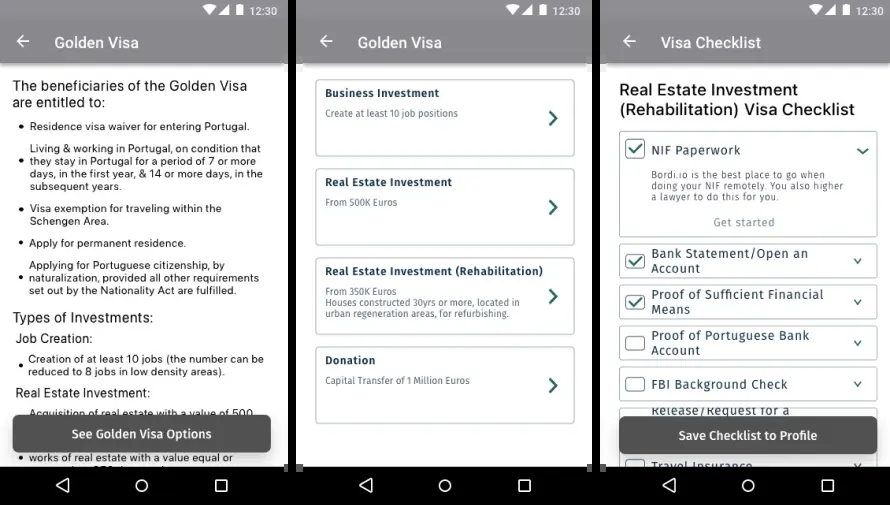 12:30
Golden Visa
The beneficiaries of the Golden Visa
are entitled to:
• Residence visa waiver for entering Portugal.
Living & working in Portugal, on condition that
• they stay in Portugal for a period of 7 or more
days, in the first year, & 14 or more days, in the
subsequent years.
• Visa exemption for traveling within the
Schengen Area.
• Apply for permanent residence.
Applying for Portuguese citizenship, by
• naturalization, provided all other requirements
set out by the Nationality Act are fulfilled.
Types of Investments:
Job Creation:
• Creation of at least 10 jobs (the number can be
reduced to 8 jobs in low density areas).
Real Estate Investment:
Acquisition of real estate with a value of 500
See Golden Visa Options
works of real estate with a value equal or
12:30
Golden Visa
Business Investment
Create at least 10 job positions
Real Estate Investment
From 500K Euros
Real Estate Investment (Rehabilitation)
From 350K Euros
Houses constructed 30yrs or more, located in
urban regeneration areas, for refurbishing.
Donation
Capital Transfer of 1 Million Euros
12:30
Visa Checklist
Real Estate Investment
(Rehabilitation) Visa Checklist
NIF Paperwork
Bordi.io is the best place to go when
doing your NIF remotely. You also higher
a lawyer to do this for you.
Get started
Bank Statement/Open an
Account
Proof of Sufficient Financial
Means
Proof of Portuguese Bank
Account
FBI Background Check
Release/Request for a
Save Checklist to Profile
Travel Insurance